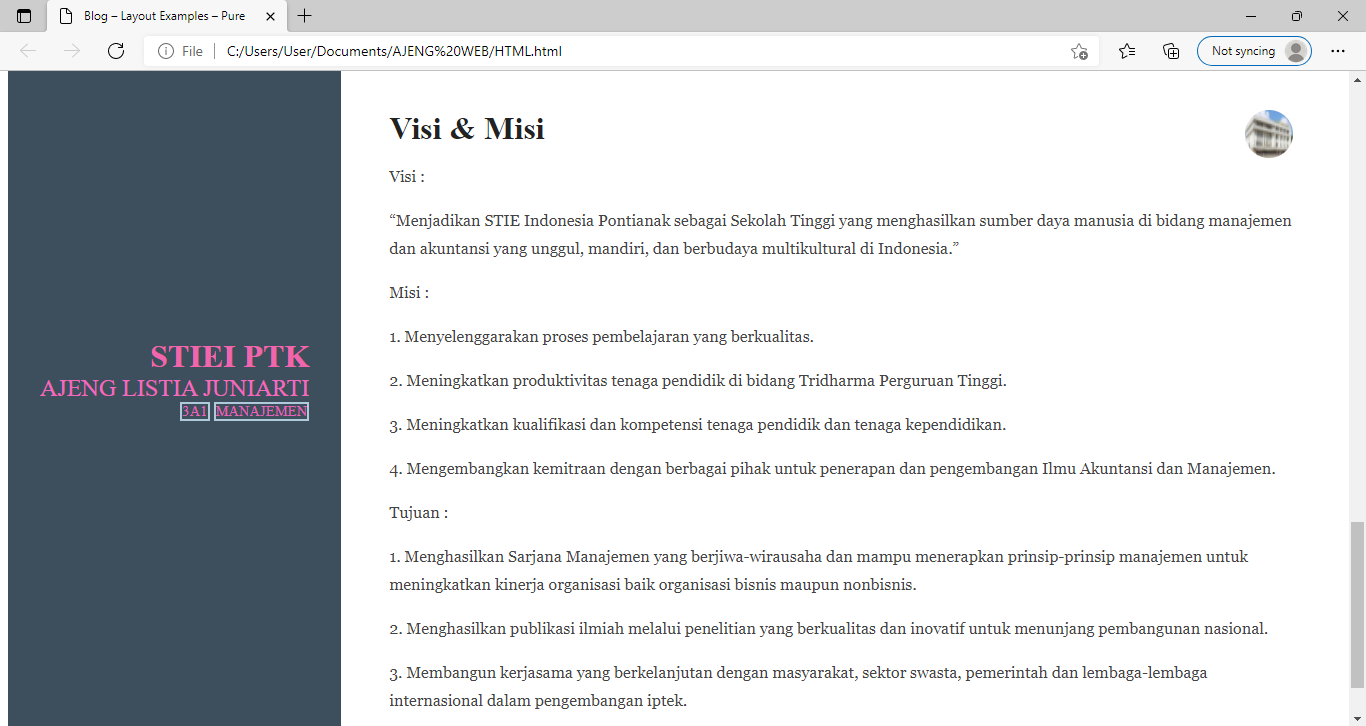 Blog – Layout Examples – Pure
File
C:/Users/User/Documents/AJENG%20WEB/HTML.html
Not syncing
STIEI PTK
AJENG LISTIA JUNIARTI
3A1 MANAJEMEN
Visi & Misi
Visi :
“Menjadikan STIE Indonesia Pontianak sebagai Sekolah Tinggi yang menghasilkan sumber daya manusia di bidang manajemen
dan akuntansi yang unggul, mandiri, dan berbudaya multikultural di Indonesia.”
Misi :
1. Menyelenggarakan proses pembelajaran yang berkualitas.
2. Meningkatkan produktivitas tenaga pendidik di bidang Tridharma Perguruan Tinggi.
3. Meningkatkan kualifikasi dan kompetensi tenaga pendidik dan tenaga kependidikan.
4. Mengembangkan kemitraan dengan berbagai pihak untuk penerapan dan pengembangan Ilmu Akuntansi dan Manajemen.
Tujuan :
1. Menghasilkan Sarjana Manajemen yang berjiwa-wirausaha dan mampu menerapkan prinsip-prinsip manajemen untuk
meningkatkan kinerja organisasi baik organisasi bisnis maupun nonbisnis.
2. Menghasilkan publikasi ilmiah melalui penelitian yang berkualitas dan inovatif untuk menunjang pembangunan nasional.
3. Membangun kerjasama yang berkelanjutan dengan masyarakat, sektor swasta, pemerintah dan lembaga-lembaga
internasional dalam pengembangan iptek.